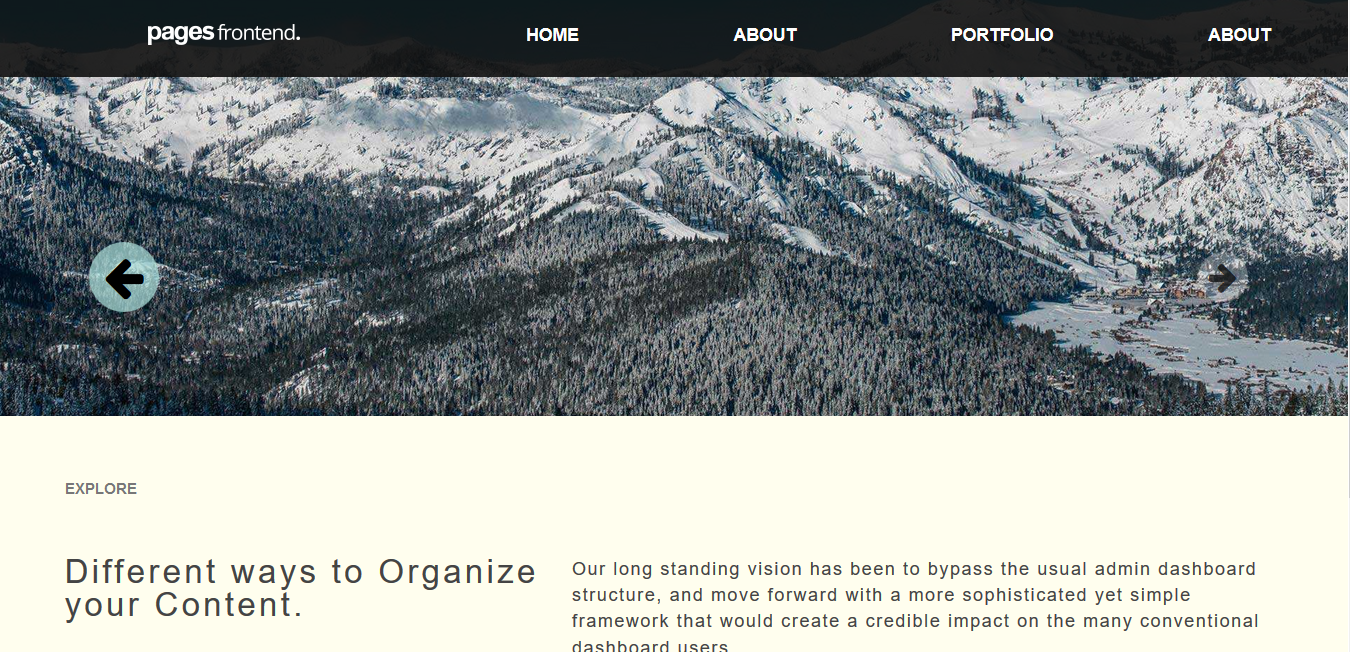 pages frontend.
HOME
ABOUT
PORTFOLIO
ABOUT
EXPLORE
Different ways to Organize
your Content.
Our long standing vision has been to bypass the usual admin dashboard
structure, and move forward with a more sophisticated yet simple
framework that would create a credible impact on the many conventional
dashboard users